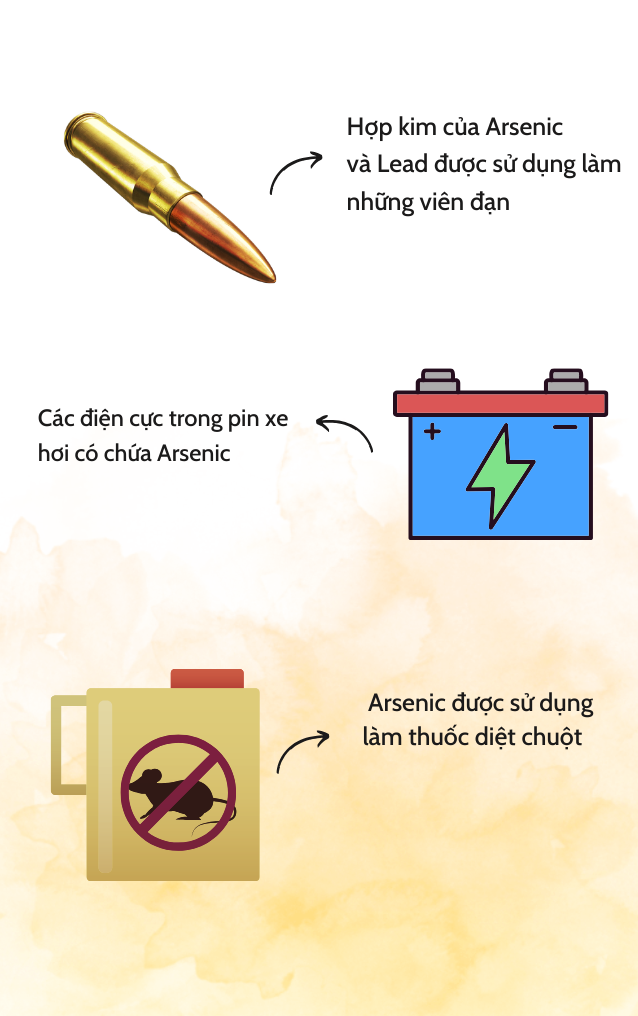 Hợp kim của Arsenic
và Lead được sử dụng làm
những viên đạn
Các điện cực trong pin xe
hơi có chứa Arsenic
Arsenic được sử dụng
làm thuốc diệt chuột